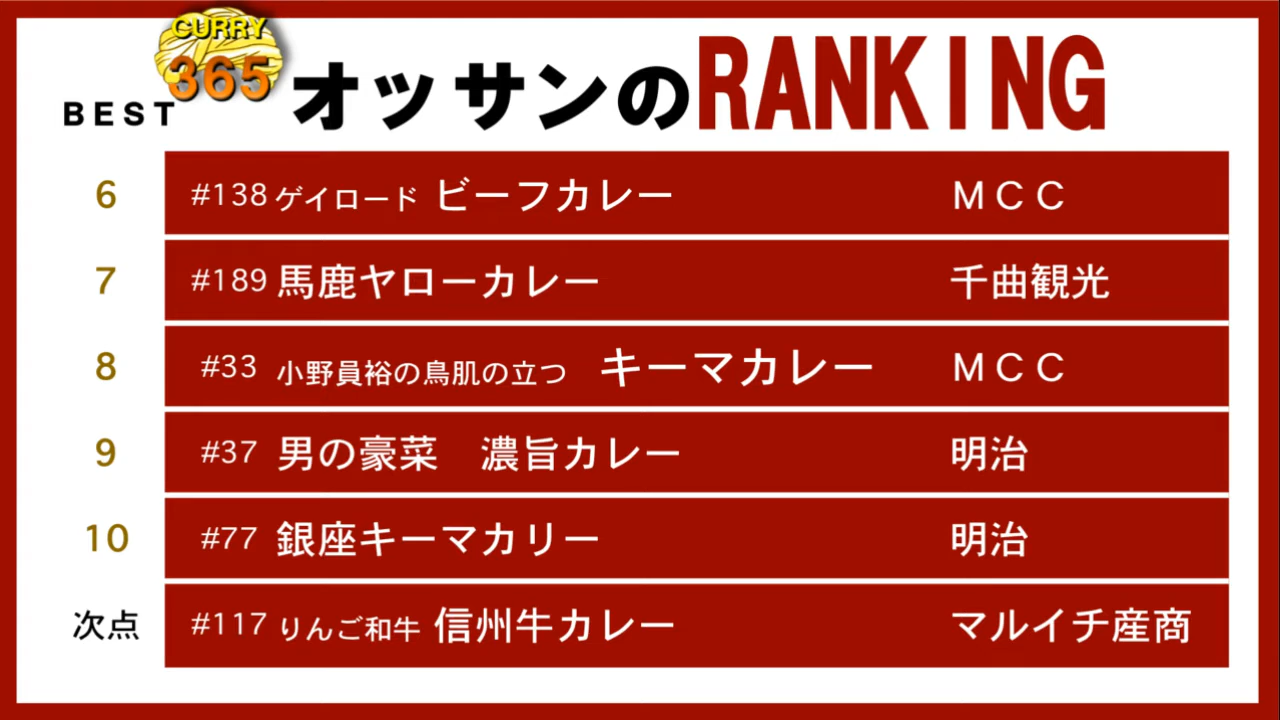 CURRY
365
BEST オッサンのRANKING
6 #138 ゲイロード ビーフカレー MCC
7 #189 馬鹿ヤローカレー 千曲観光
8 #33 小野員裕の鳥肌の立つ キーマカレー MCC
9 #37 男の豪菜 濃旨カレー 明治
10 #77 銀座キーマカリー 明治
次点 #117 りんご和牛 信州牛カレー マルイチ産商